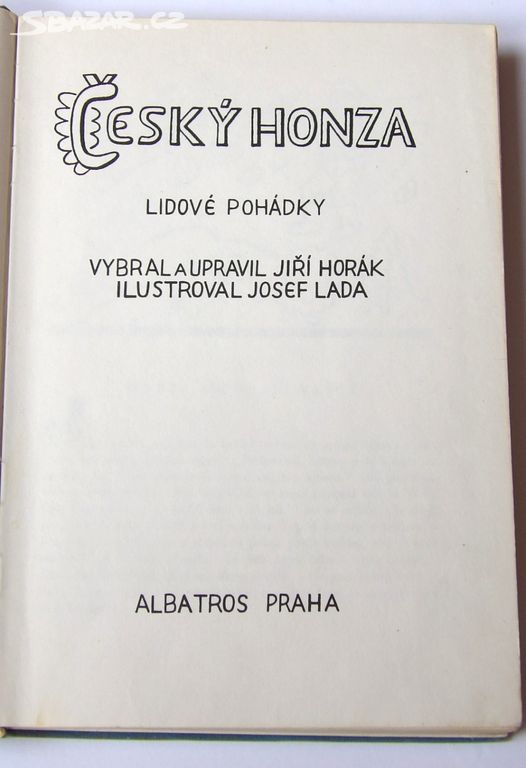 SBAZAR.CZ
ČESKÝ HONZA
LIDOVÉ POHÁDKY
VYBRAL A UPRAVIL JIŘÍ HORÁK
ILUSTROVAL JOSEF LADA
ALBATROS PRAHA